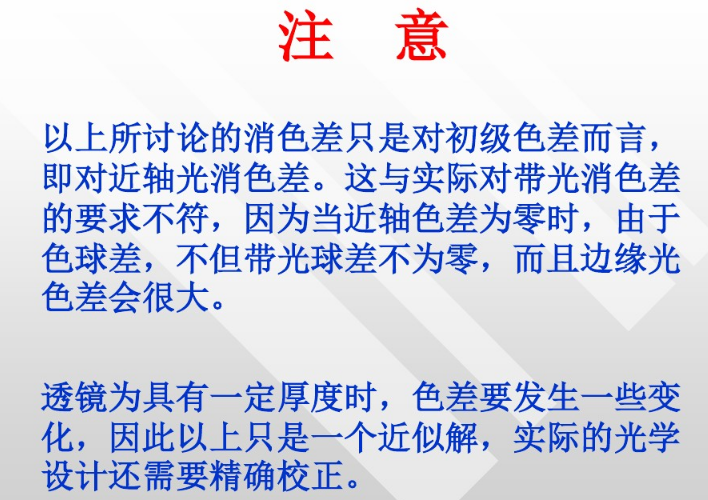 注 意
以上所讨论的消色差只是对初级色差而言，
即对近轴光消色差。这与实际对带光消色差
的要求不符，因为当近轴色差为零时，由于
色球差，不但带光球差不为零，而且边缘光
色差会很大。
透镜为具有一定厚度时，色差要发生一些变
化，因此以上只是一个近似解，实际的光学
设计还需要精确校正。